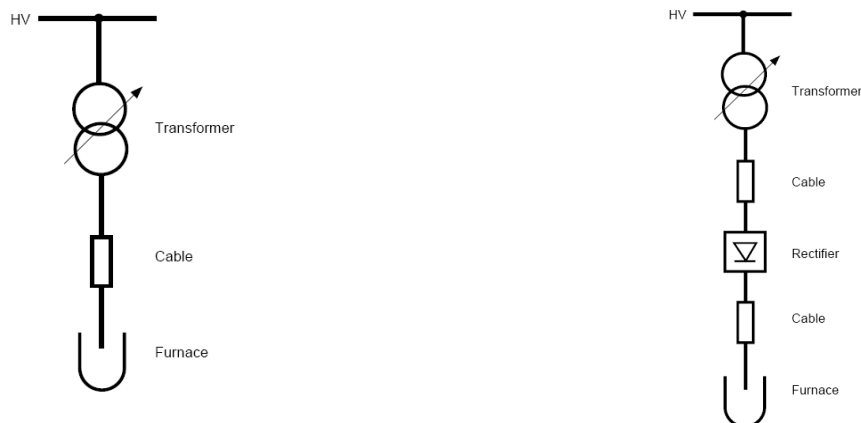 HV
Transformer
Cable
Furnace
HV
Transformer
Cable
Rectifier
Cable
Furnace